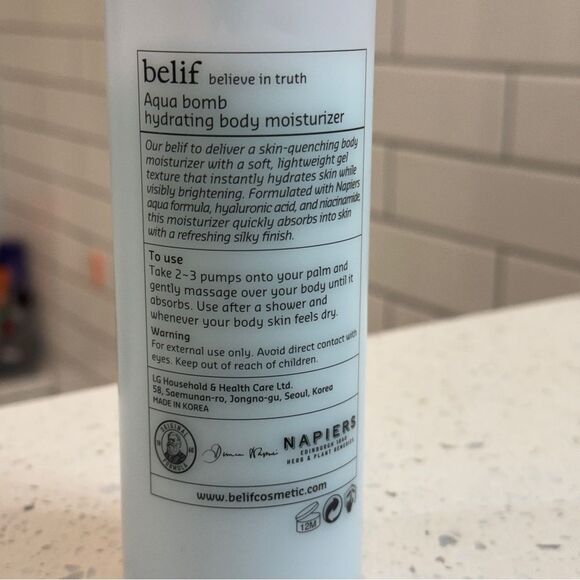 belif believe in truth
Aqua bomb
hydrating body moisturizer
Our belif to deliver a skin-quenching body
moisturizer with a soft, lightweight gel
texture that instantly hydrates skin while
visibly brightening. Formulated with Napiers
aqua formula, hyaluronic acid, and niacinamide,
this moisturizer quickly absorbs into skin
with a refreshing silky finish.
To use
Take 2~3 pumps onto your palm and
gently massage over your body until it
absorbs. Use after a shower and
whenever your body skin feels dry.
Warning
For external use only. Avoid direct contact with
eyes. Keep out of reach of children.
LG Household & Health Care Ltd.
58, Saemunan-ro, Jongno-gu, Seoul, Korea
MADE IN KOREA
ORIGINAL
FORMULA
NAPIERS
EDINBURGH 1860
HERB & PLANT REMEDIES
www.belifcosmetic.com
12M